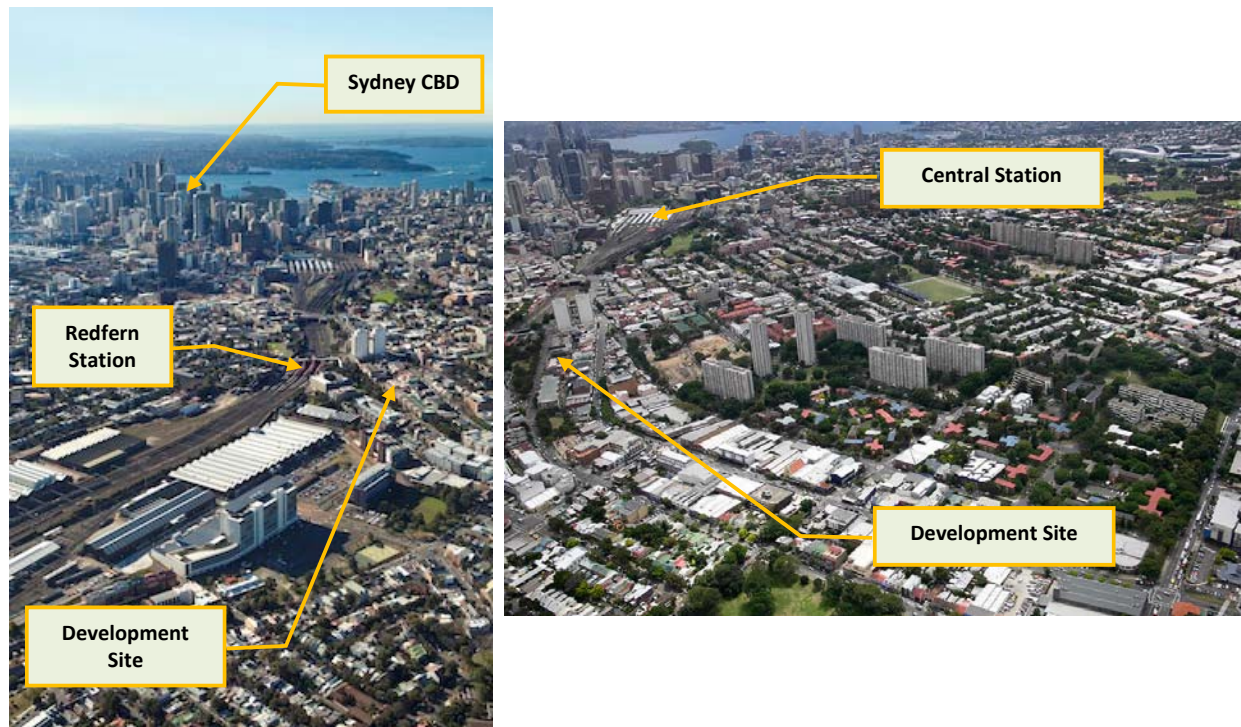 Sydney CBD
Redfern
Station
Development
Site
Central Station
Development Site